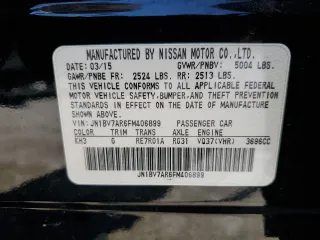 MANUFACTURED BY NISSAN MOTOR CO.,LTD.
DATE: 03/15 GVWR/PNBV: 5004 LBS.
GAWR/PNBE FR: 2524 LBS. RR: 2513 LBS.
THIS VEHICLE CONFORMS TO ALL APPLICABLE FEDERAL
MOTOR VEHICLE SAFETY,BUMPER,AND THEFT PREVENTION
STANDARDS IN EFFECT ON THE DATE OF
MANUFACTURE SHOWN ABOVE.
VIN: JN1BV7AR6FM406899 PASSENGER CAR
COLOR TRIM TRANS AXLE ENGINE
KH3 G RE7R01A RG31 VQ37(VHR) 3696CC
JN1BV7AR6FM406899